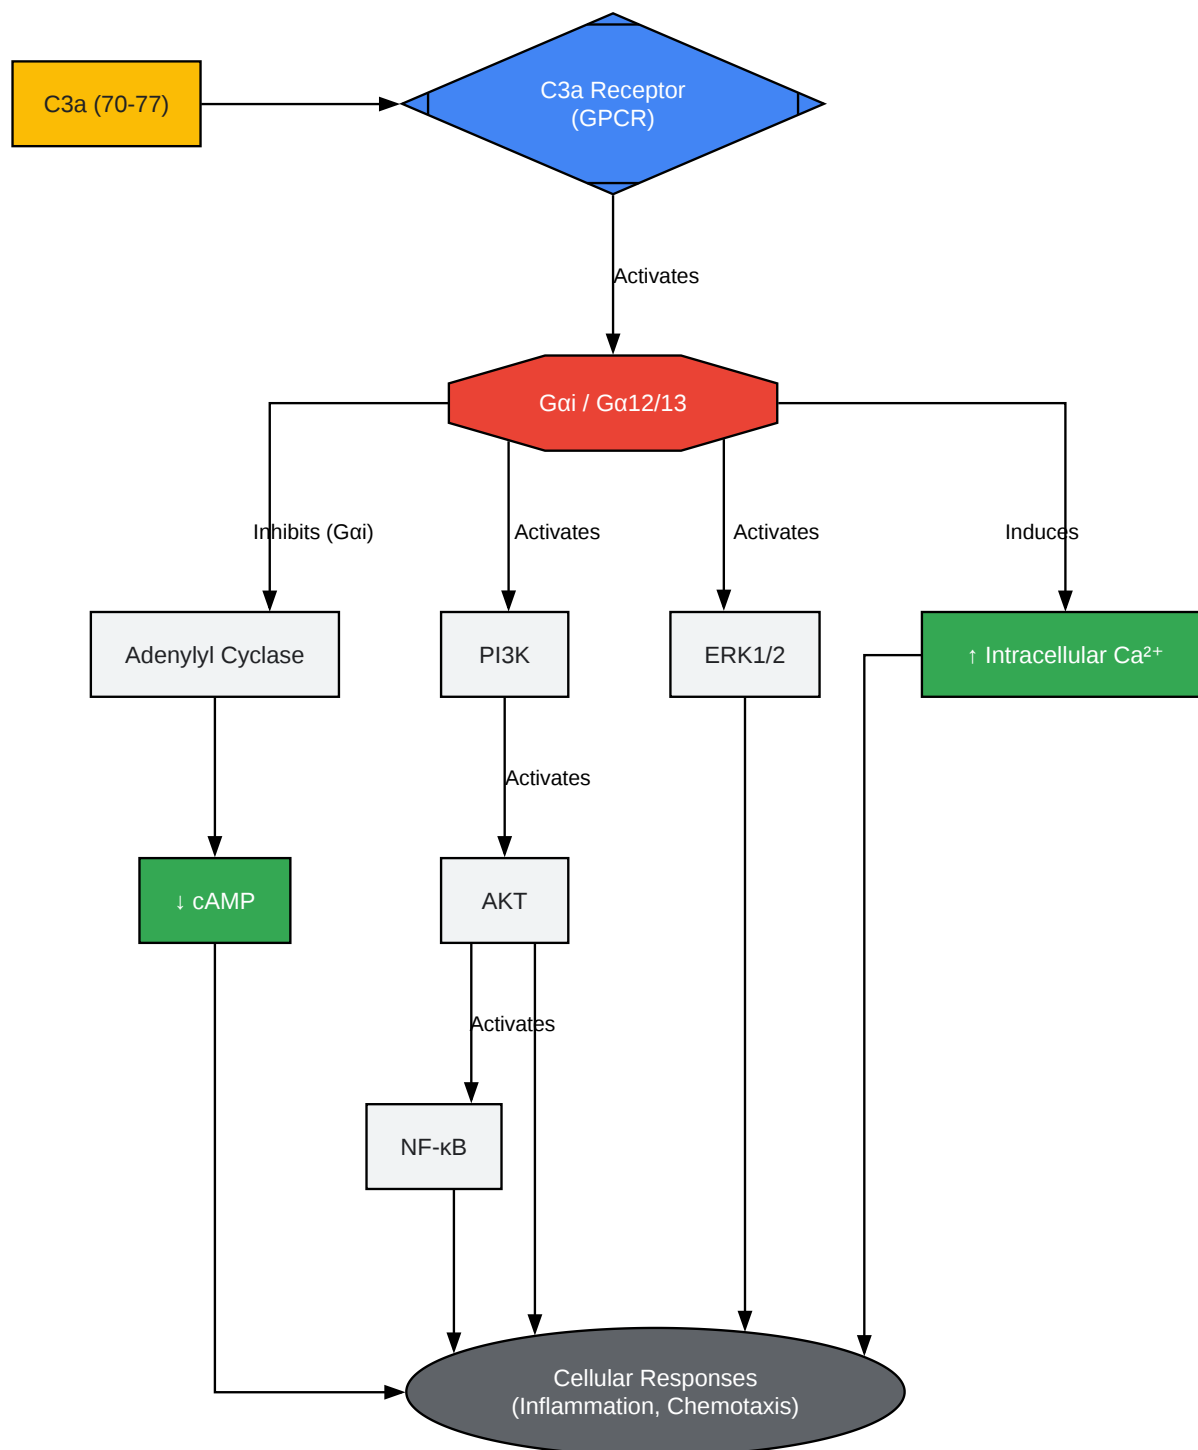 C3a (70-77)
C3a Receptor
(GPCR)
Activates
Gαi / Gα12/13
Inhibits (Gαi)
Activates
Activates
Induces
Adenylyl Cyclase
PI3K
ERK1/2
↑ Intracellular Ca²⁺
Activates
↓ cAMP
AKT
Activates
NF-κB
Cellular Responses
(Inflammation, Chemotaxis)